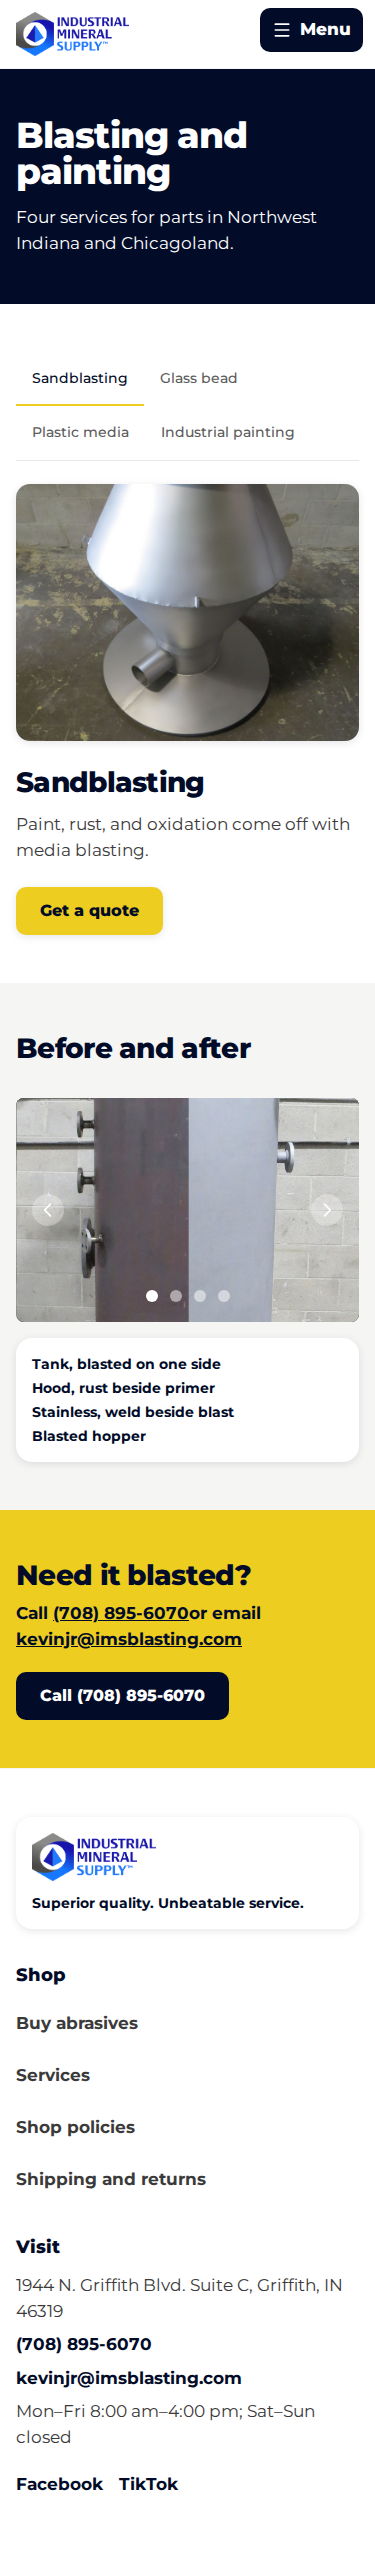 INDUSTRIAL
MINERAL
SUPPLY™
Menu
Blasting and
painting
Four services for parts in Northwest
Indiana and Chicagoland.
Sandblasting
Glass bead
Plastic media
Industrial painting
Sandblasting
Paint, rust, and oxidation come off with
media blasting.
Get a quote
Before and after
Tank, blasted on one side
Hood, rust beside primer
Stainless, weld beside blast
Blasted hopper
Need it blasted?
Call (708) 895-6070or email
kevinjr@imsblasting.com
Call (708) 895-6070
INDUSTRIAL
MINERAL
SUPPLY™
Superior quality. Unbeatable service.
Shop
Buy abrasives
Services
Shop policies
Shipping and returns
Visit
1944 N. Griffith Blvd. Suite C, Griffith, IN
46319
(708) 895-6070
kevinjr@imsblasting.com
Mon–Fri 8:00 am–4:00 pm; Sat–Sun
closed
Facebook TikTok